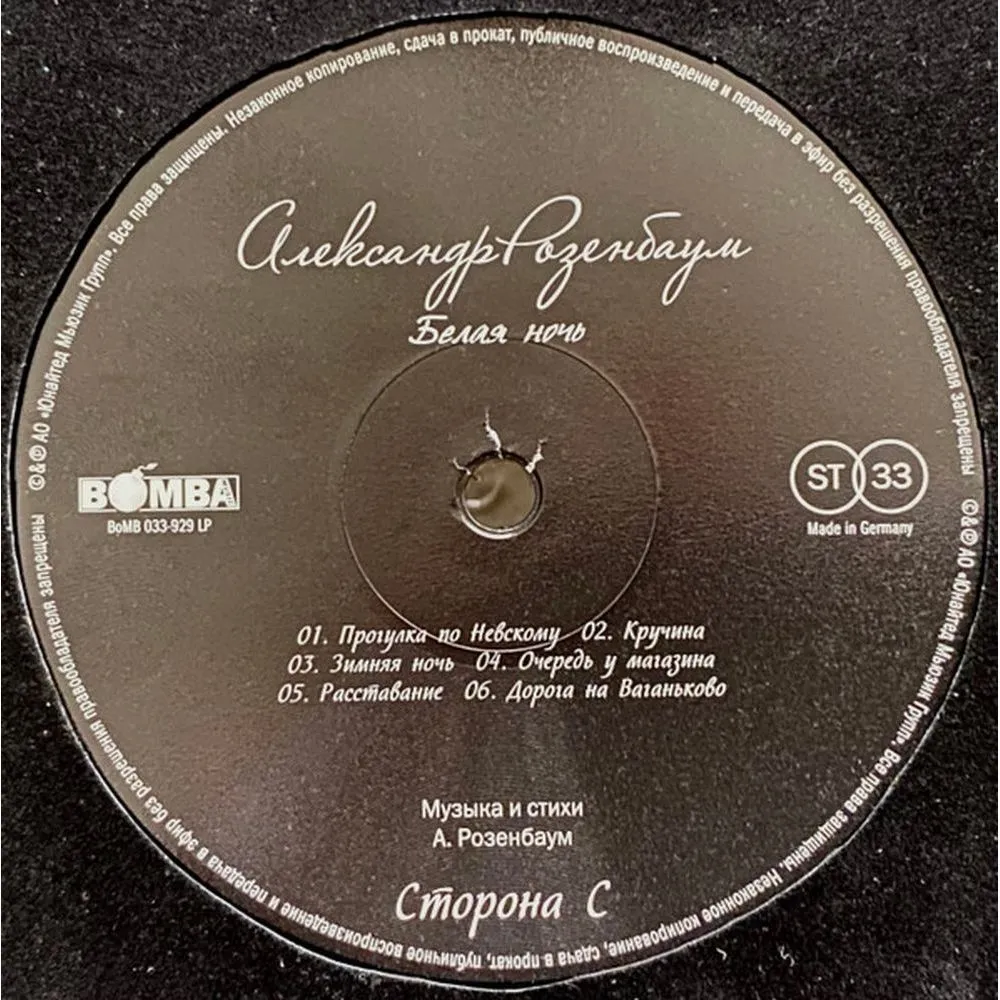 ©&℗ АО «Юнайтед Мьюзик Групп». Все права защищены. Незаконное копирование, сдача в прокат, публичное воспроизведение и передача в эфир без разрешения правообладателя запрещены
Александр Розенбаум
Белая ночь
BOMBA
BoMB 033-929 LP
ST 33
Made in Germany
01. Прогулка по Невскому 02. Кручина
03. Зимняя ночь 04. Очередь у магазина
05. Расставание 06. Дорога на Ваганьково
Музыка и стихи
А. Розенбаум
Сторона С
©&℗ АО «Юнайтед Мьюзик Групп». Все права защищены. Незаконное копирование, сдача в прокат, публичное воспроизведение и передача в эфир без разрешения правообладателя запрещены